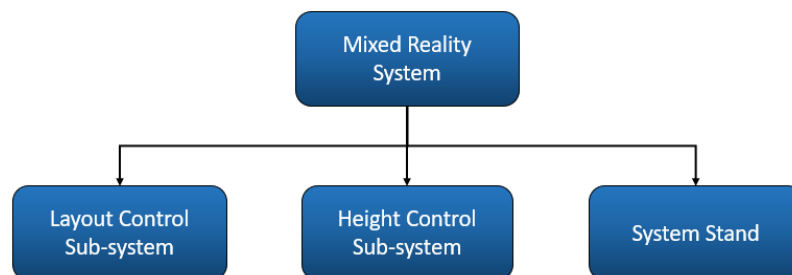 Mixed Reality
System
Layout Control
Sub-system
Height Control
Sub-system
System Stand